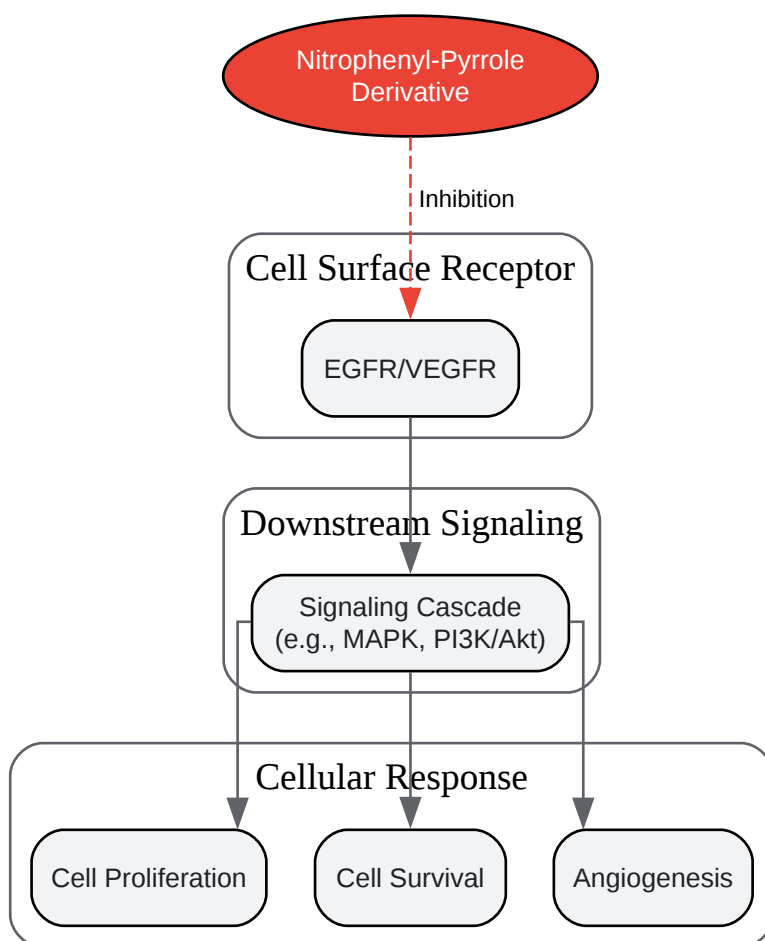 Nitrophenyl-Pyrrole
Derivative
Inhibition
Cell Surface Receptor
EGFR/VEGFR
Downstream Signaling
Signaling Cascade
(e.g., MAPK, PI3K/Akt)
Cellular Response
Cell Proliferation
Cell Survival
Angiogenesis